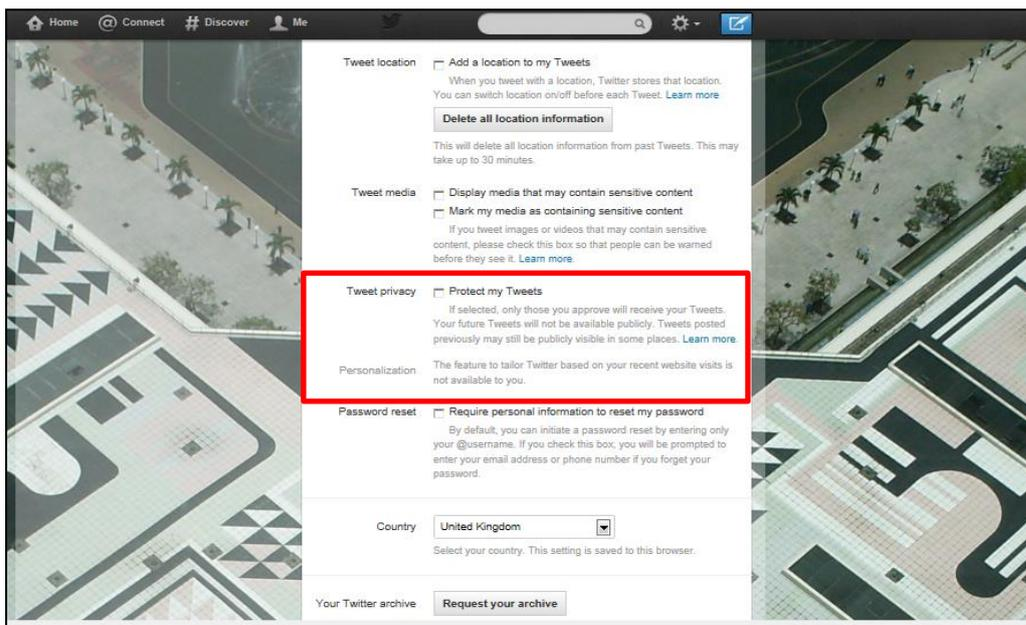 Home
Connect
Discover
Me
Tweet location
Add a location to my Tweets
When you tweet with a location, Twitter stores that location.
You can switch location on/off before each Tweet. Learn more
Delete all location information
This will delete all location information from past Tweets. This may
take up to 30 minutes.
Tweet media
Display media that may contain sensitive content
Mark my media as containing sensitive content
If you tweet images or videos that may contain sensitive
content, please check this box so that people can be warned
before they see it. Learn more.
Tweet privacy
Protect my Tweets
If selected, only those you approve will receive your Tweets.
Your future Tweets will not be available publicly. Tweets posted
previously may still be publicly visible in some places. Learn more.
Personalization
The feature to tailor Twitter based on your recent website visits is
not available to you.
Password reset
Require personal information to reset my password
By default, you can initiate a password reset by entering only
your @username. If you check this box, you will be prompted to
enter your email address or phone number if you forget your
password.
Country
United Kingdom
Select your country. This setting is saved to this browser.
Your Twitter archive
Request your archive